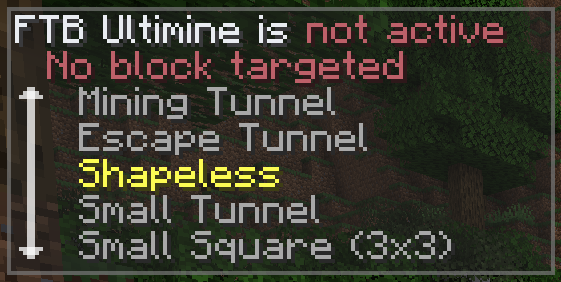 FTB Ultimine is not active
No block targeted
Mining Tunnel
Escape Tunnel
Shapeless
Small Tunnel
Small Square (3x3)